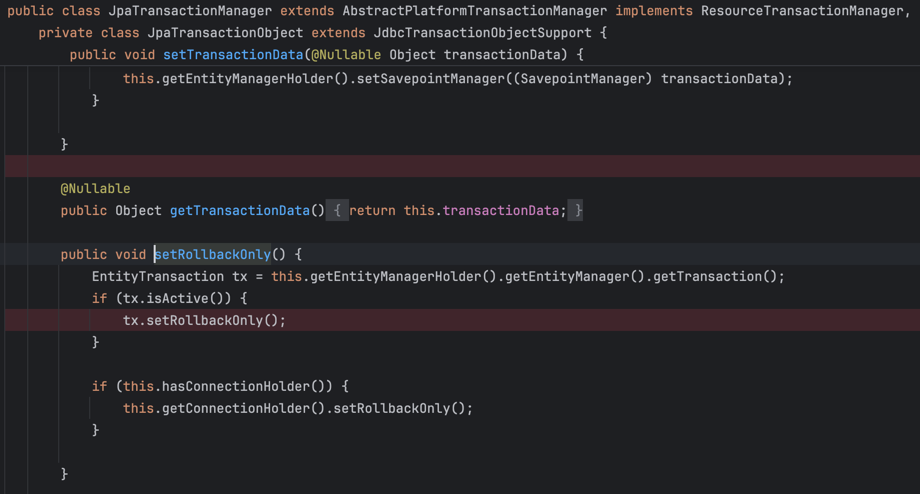 public class JpaTransactionManager extends AbstractPlatformTransactionManager implements ResourceTransactionManager,
private class JpaTransactionObject extends JdbcTransactionObjectSupport {
public void setTransactionData(@Nullable Object transactionData) {
this.getEntityManagerHolder().setSavepointManager((SavepointManager) transactionData);
}
}
@Nullable
public Object getTransactionData() { return this.transactionData; }
public void setRollbackOnly() {
EntityTransaction tx = this.getEntityManagerHolder().getEntityManager().getTransaction();
if (tx.isActive()) {
tx.setRollbackOnly();
}
if (this.hasConnectionHolder()) {
this.getConnectionHolder().setRollbackOnly();
}
}